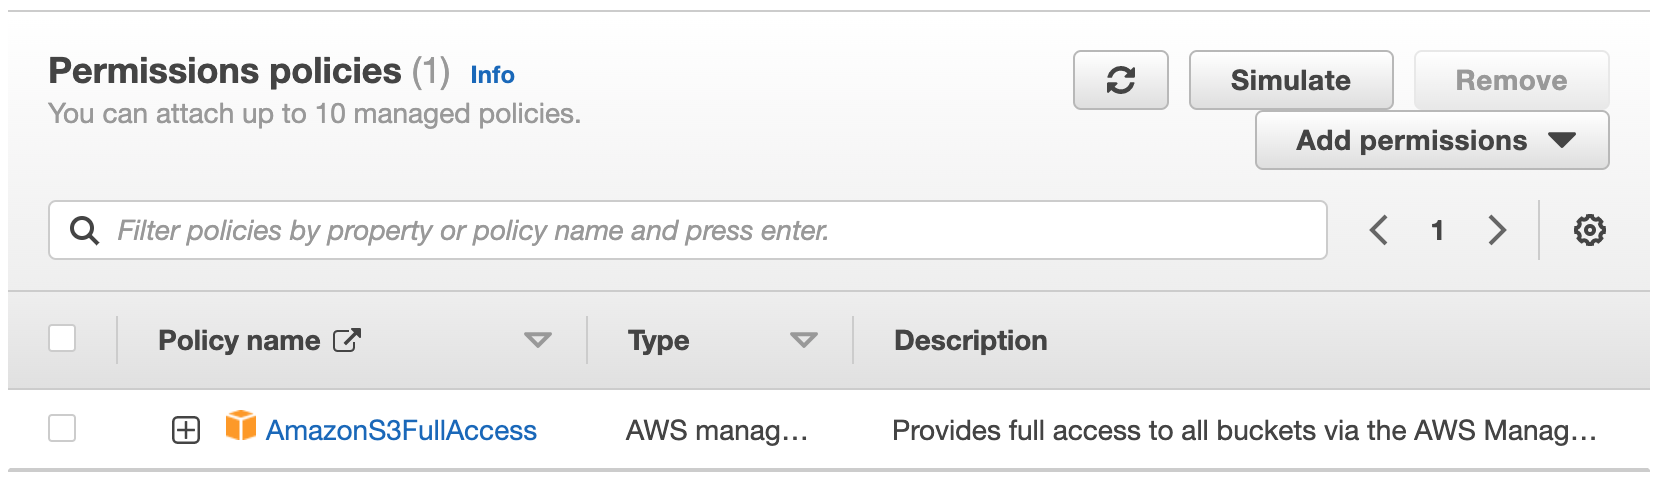 Permissions policies (1) Info
You can attach up to 10 managed policies.
Simulate
Remove
Add permissions
Filter policies by property or policy name and press enter.
1
Policy name Type Description
AmazonS3FullAccess AWS manag... Provides full access to all buckets via the AWS Manag...